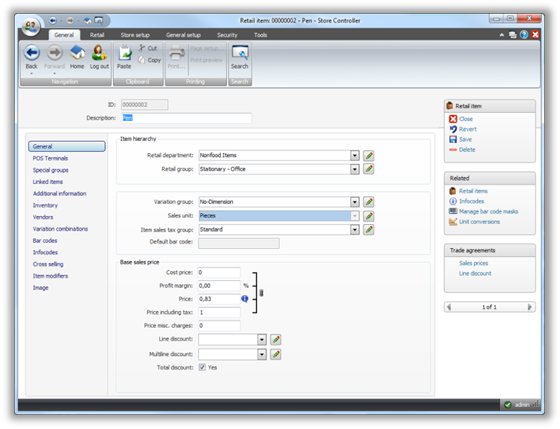 Retail item: 00000002 - Pen - Store Controller
General Retail Store setup General setup Security Tools
Back Forward Home Log out Paste Cut Copy Print... Page setup... Print preview Search
Navigation Clipboard Printing Search
ID: 00000002
Description: Pen
General
POS Terminals
Special groups
Linked items
Additional information
Inventory
Vendors
Variation combinations
Bar codes
Infocodes
Cross selling
Item modifiers
Image
Item hierarchy
Retail department: Nonfood Items
Retail group: Stationary - Office
Variation group: No-Dimension
Sales unit: Pieces
Item sales tax group: Standard
Default bar code:
Base sales price
Cost price: 0
Profit margin: 0,00 %
Price: 0,83
Price including tax: 1
Price misc. charges: 0
Line discount:
Multiline discount:
Total discount: Yes
Retail item
Close
Revert
Save
Delete
Related
Retail items
Infocodes
Manage bar code masks
Unit conversions
Trade agreements
Sales prices
Line discount
1 of 1
admin